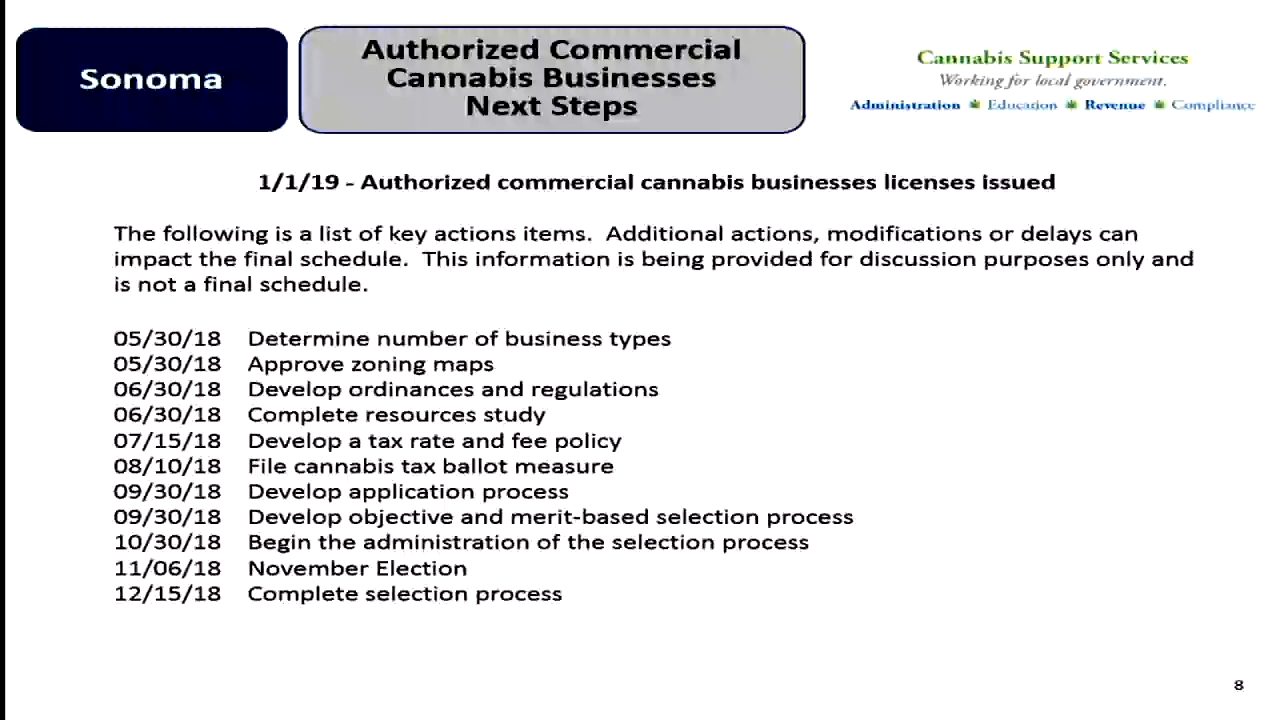 Sonoma
Authorized Commercial
Cannabis Businesses
Next Steps
Cannabis Support Services
Working for local government.
Administration Education Revenue Compliance
1/1/19 - Authorized commercial cannabis businesses licenses issued
The following is a list of key actions items. Additional actions, modifications or delays can
impact the final schedule. This information is being provided for discussion purposes only and
is not a final schedule.
05/30/18 Determine number of business types
05/30/18 Approve zoning maps
06/30/18 Develop ordinances and regulations
06/30/18 Complete resources study
07/15/18 Develop a tax rate and fee policy
08/10/18 File cannabis tax ballot measure
09/30/18 Develop application process
09/30/18 Develop objective and merit-based selection process
10/30/18 Begin the administration of the selection process
11/06/18 November Election
12/15/18 Complete selection process
8